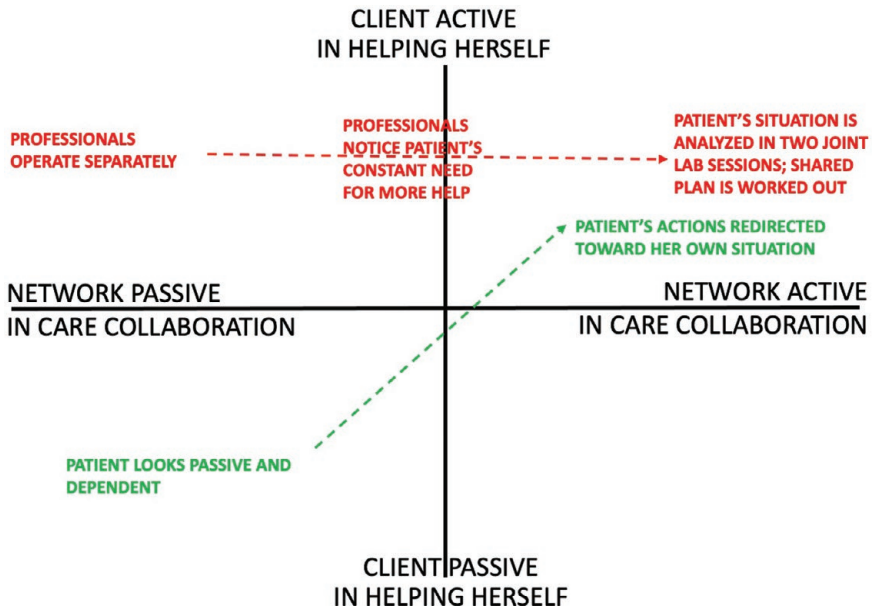 CLIENT ACTIVE
IN HELPING HERSELF
PROFESSIONALS
OPERATE SEPARATELY
PROFESSIONALS
NOTICE PATIENT'S
CONSTANT NEED
FOR MORE HELP
PATIENT'S SITUATION IS
ANALYZED IN TWO JOINT
LAB SESSIONS; SHARED
PLAN IS WORKED OUT
PATIENT'S ACTIONS REDIRECTED
TOWARD HER OWN SITUATION
NETWORK PASSIVE
IN CARE COLLABORATION
NETWORK ACTIVE
IN CARE COLLABORATION
PATIENT LOOKS PASSIVE AND
DEPENDENT
CLIENT PASSIVE
IN HELPING HERSELF